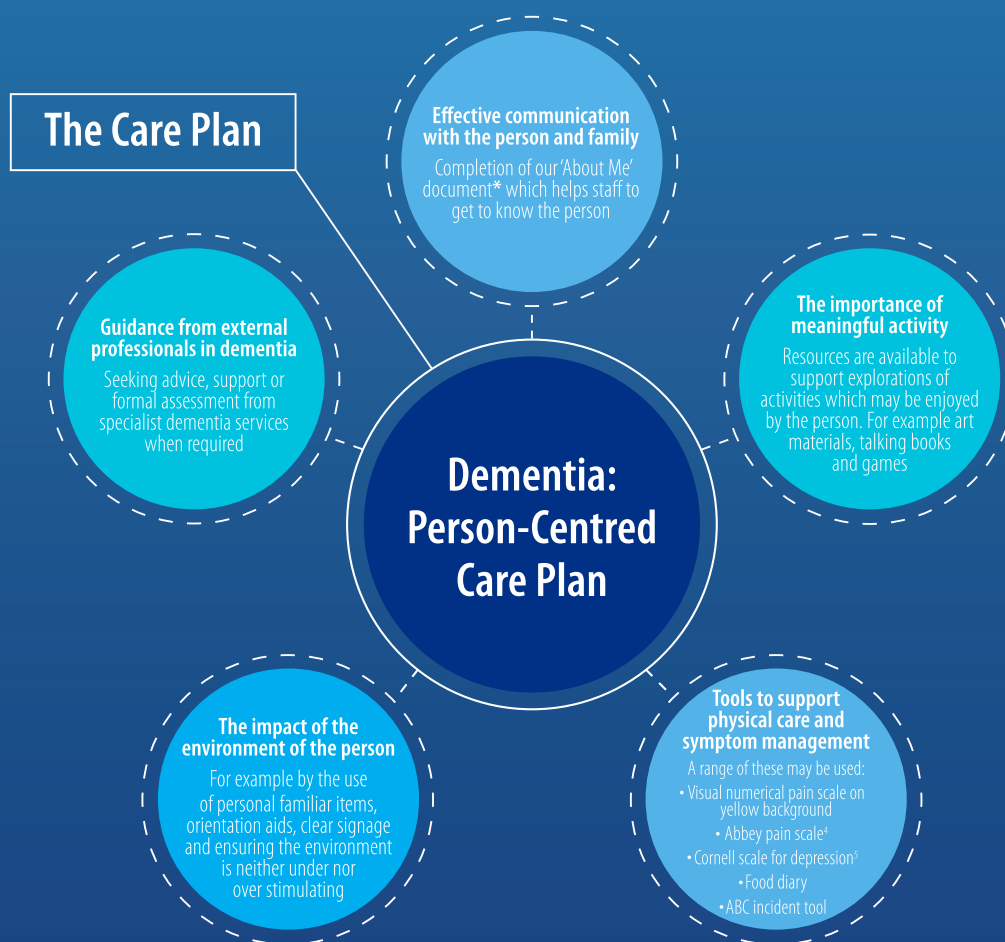 The Care Plan
Effective communication
with the person and family
Completion of our ‘About Me’
document* which helps staff to
get to know the person
The importance of
meaningful activity
Resources are available to
support explorations of
activities which may be enjoyed
by the person. For example art
materials, talking books
and games
Tools to support
physical care and
symptom management
A range of these may be used:
• Visual numerical pain scale on
yellow background
• Abbey pain scale⁴
• Cornell scale for depression⁵
• Food diary
• ABC incident tool
The impact of the
environment of the person
For example by the use
of personal familiar items,
orientation aids, clear signage
and ensuring the environment
is neither under nor
over stimulating
Guidance from external
professionals in dementia
Seeking advice, support or
formal assessment from
specialist dementia services
when required
Dementia:
Person-Centred
Care Plan